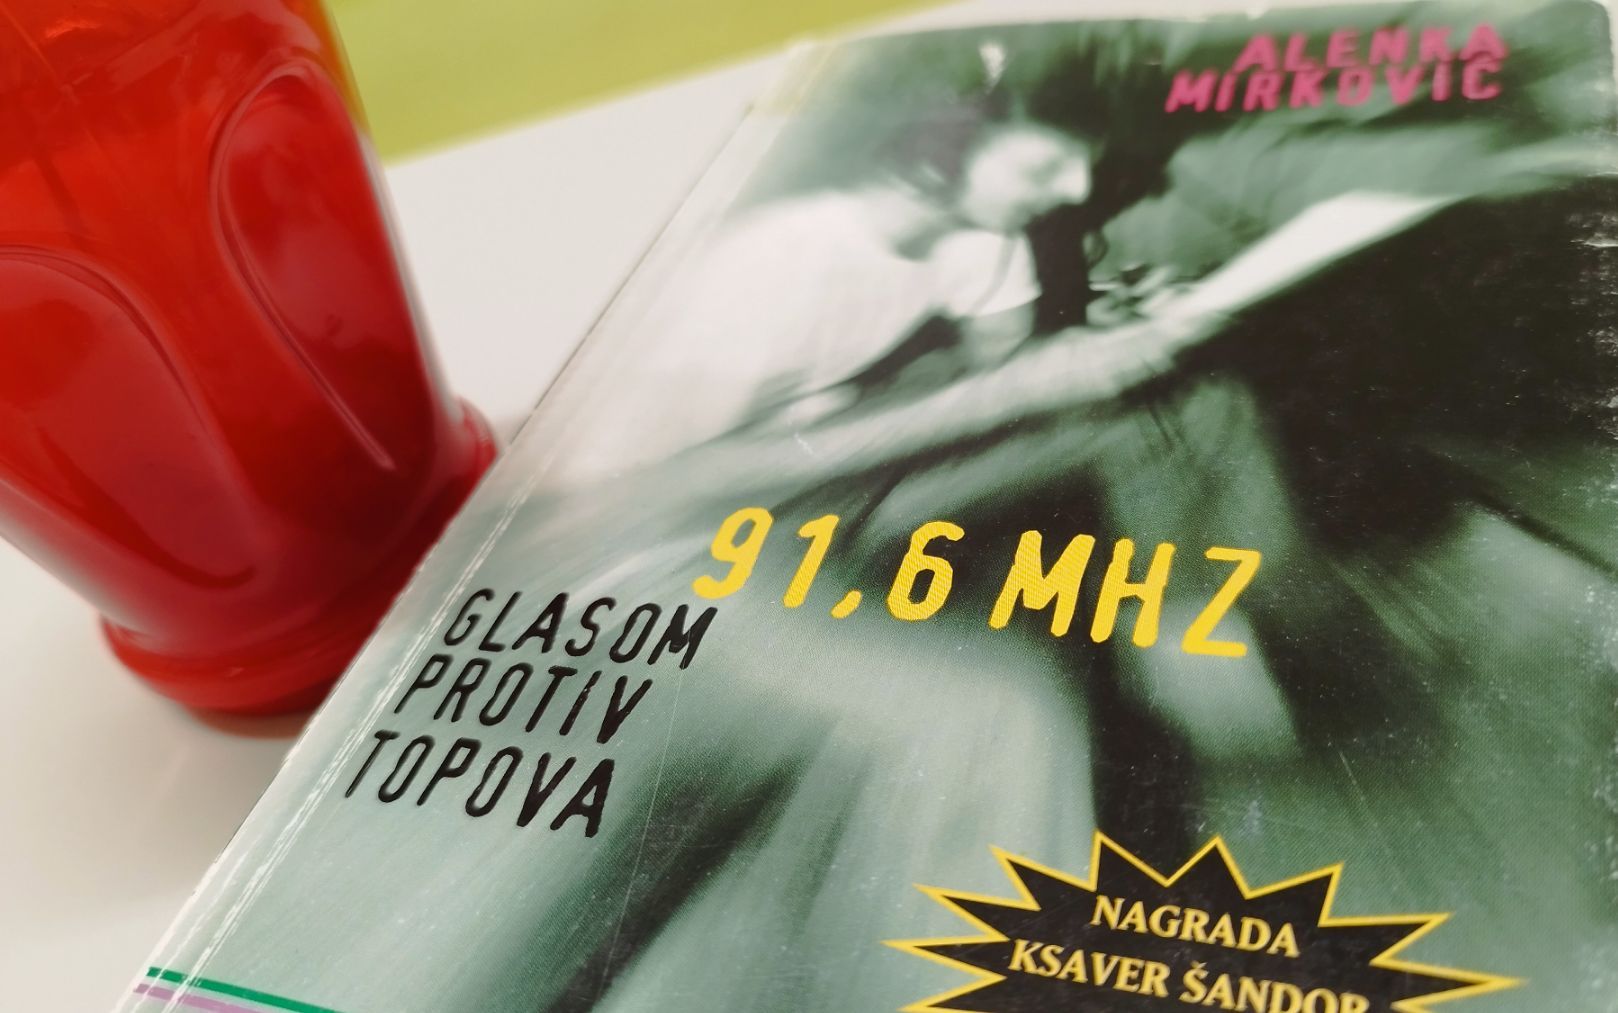 ALENKA
MIRKOVIĆ
91,6 MHZ
GLASOM
PROTIV
TOPOVA
NAGRADA
KSAVER ŠANDOR